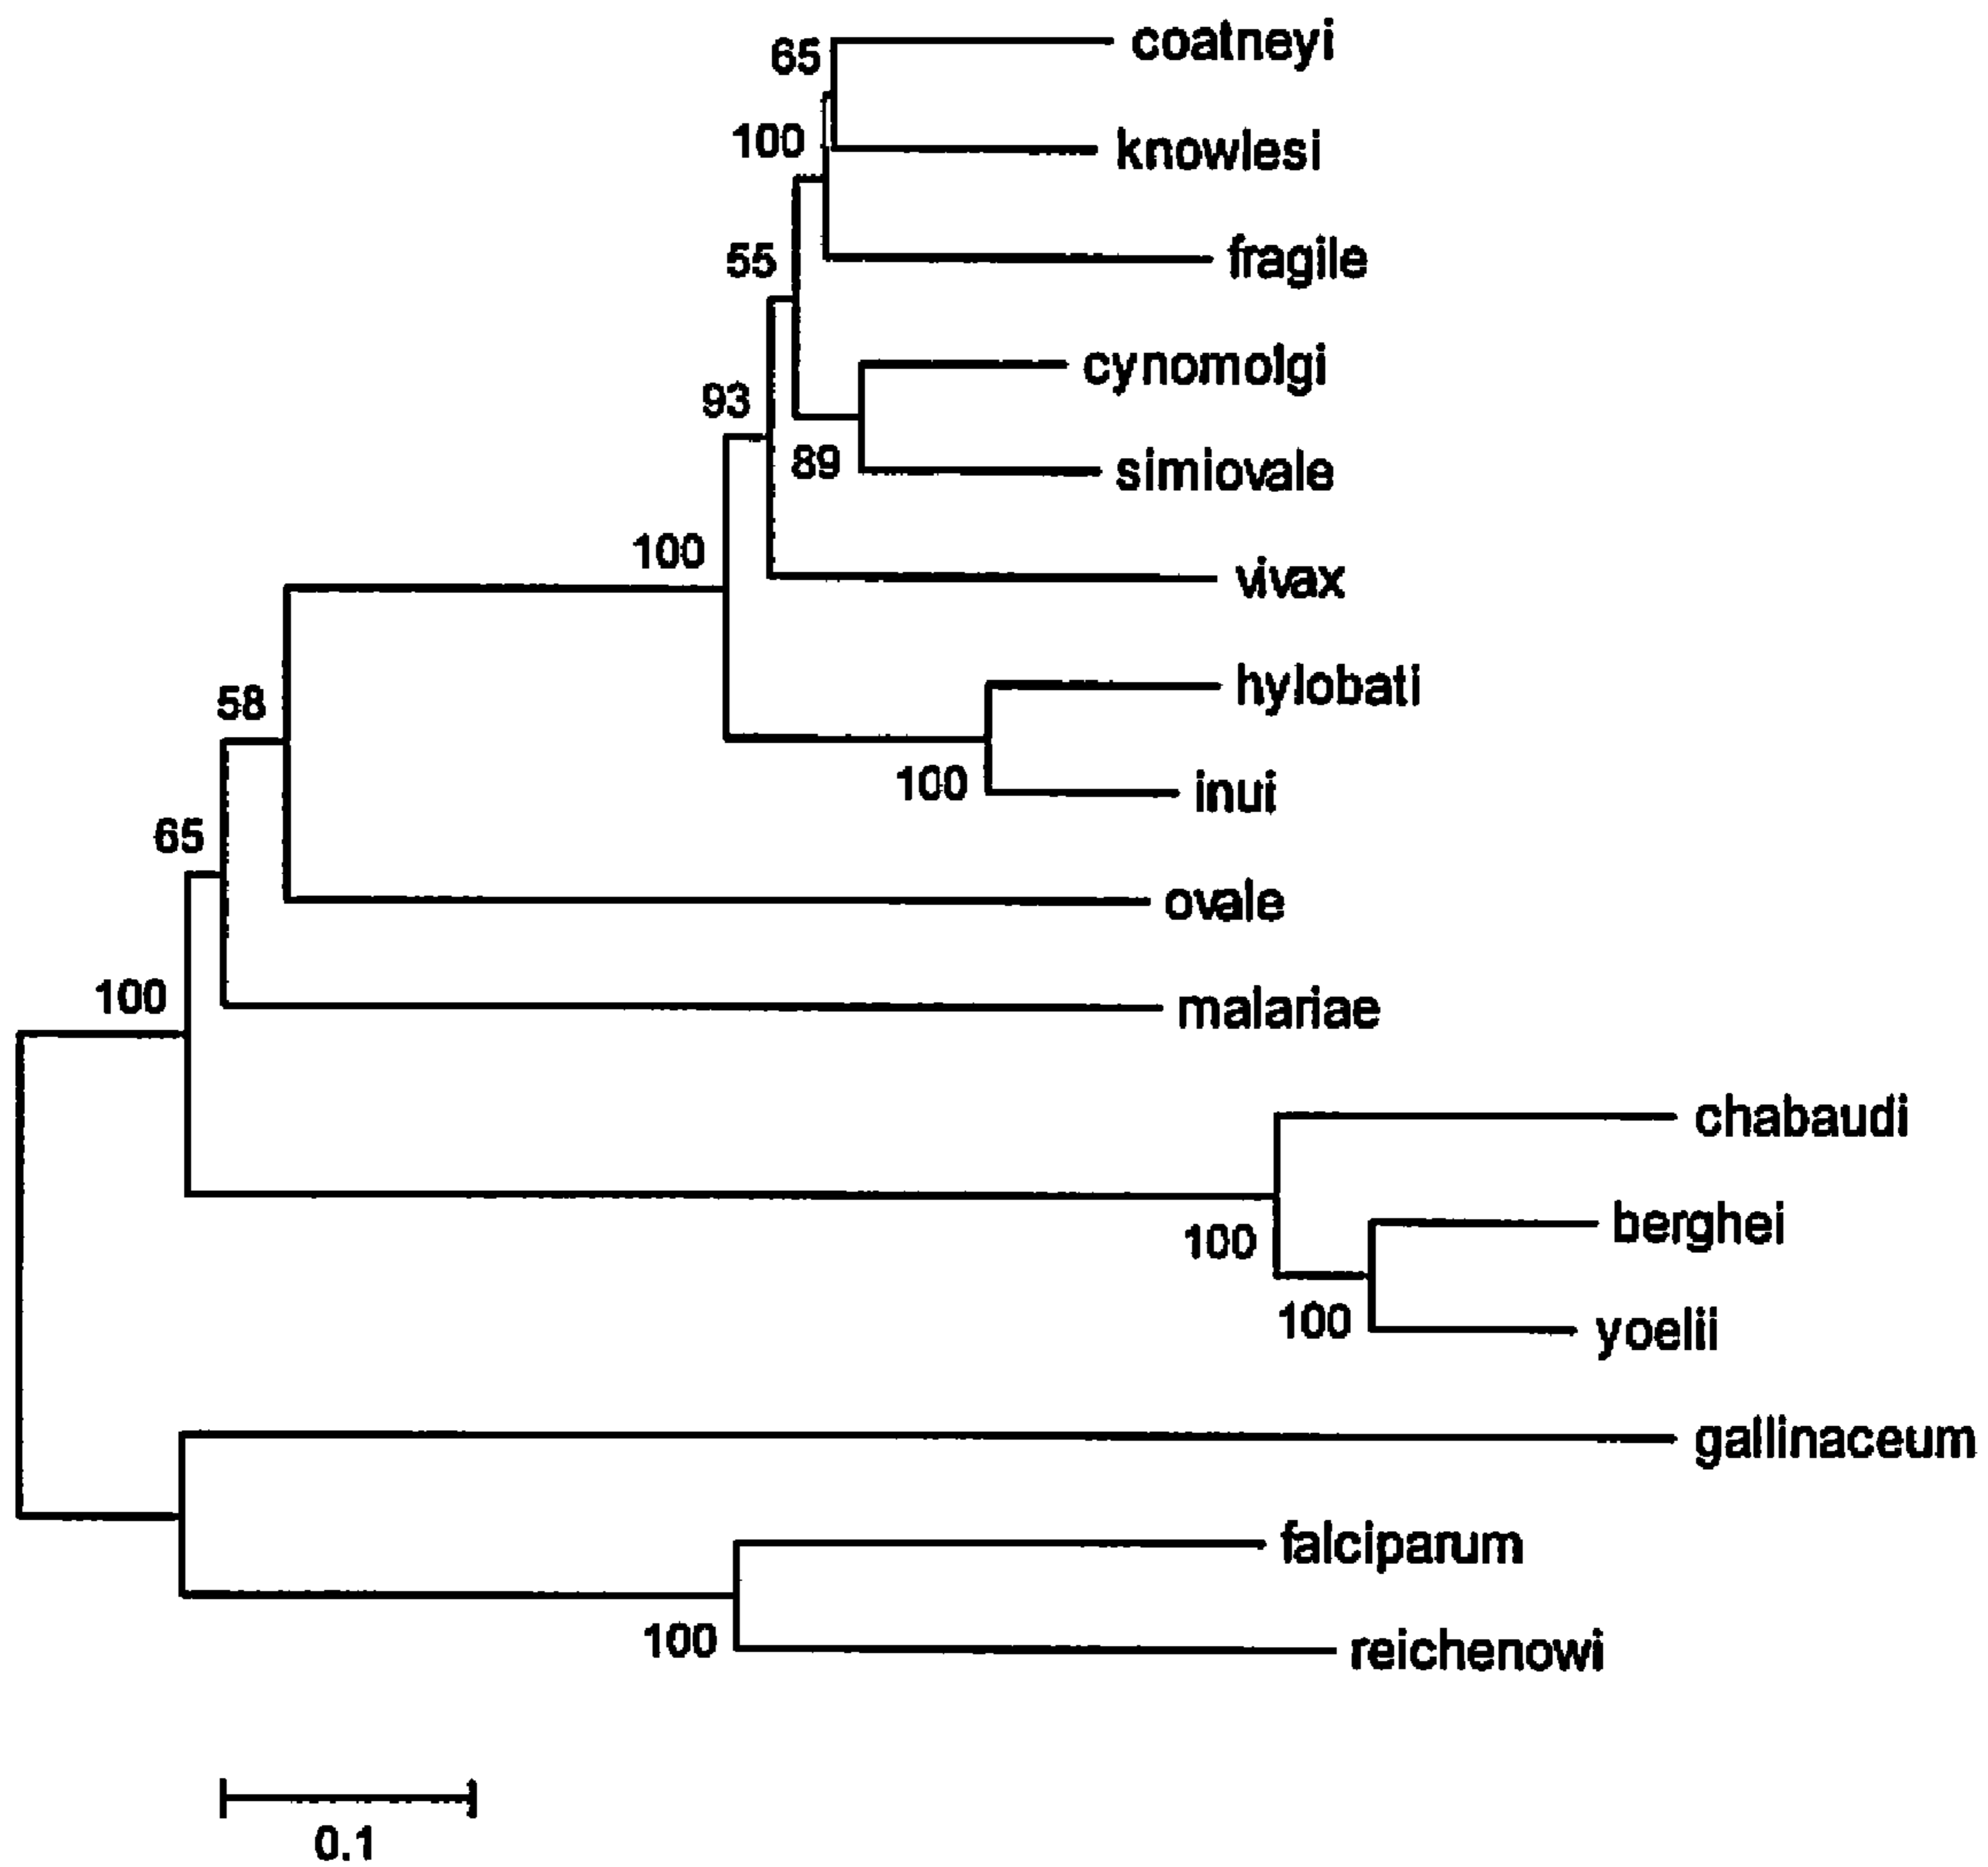 coatneyi
65
knowlesi
100
fragile
55
cynomolgi
93
simiovale
89
vivax
100
hylobati
58
inui
100
65
ovale
100
malariae
chabaudi
berghei
100
yoelii
100
gallinaceum
falciparum
reichenowi
100
0.1